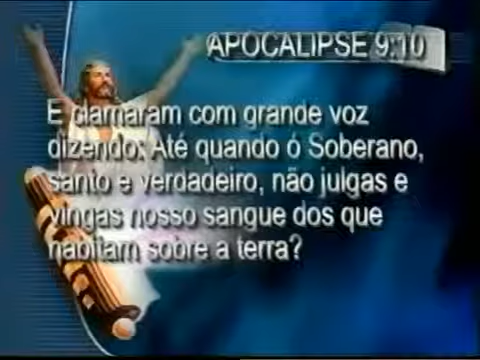 APOCALIPSE 9:10
E clamaram com grande voz
dizendo: Até quando ó Soberano,
santo e verdadeiro, não julgas e
vingas nosso sangue dos que
habitam sobre a terra?